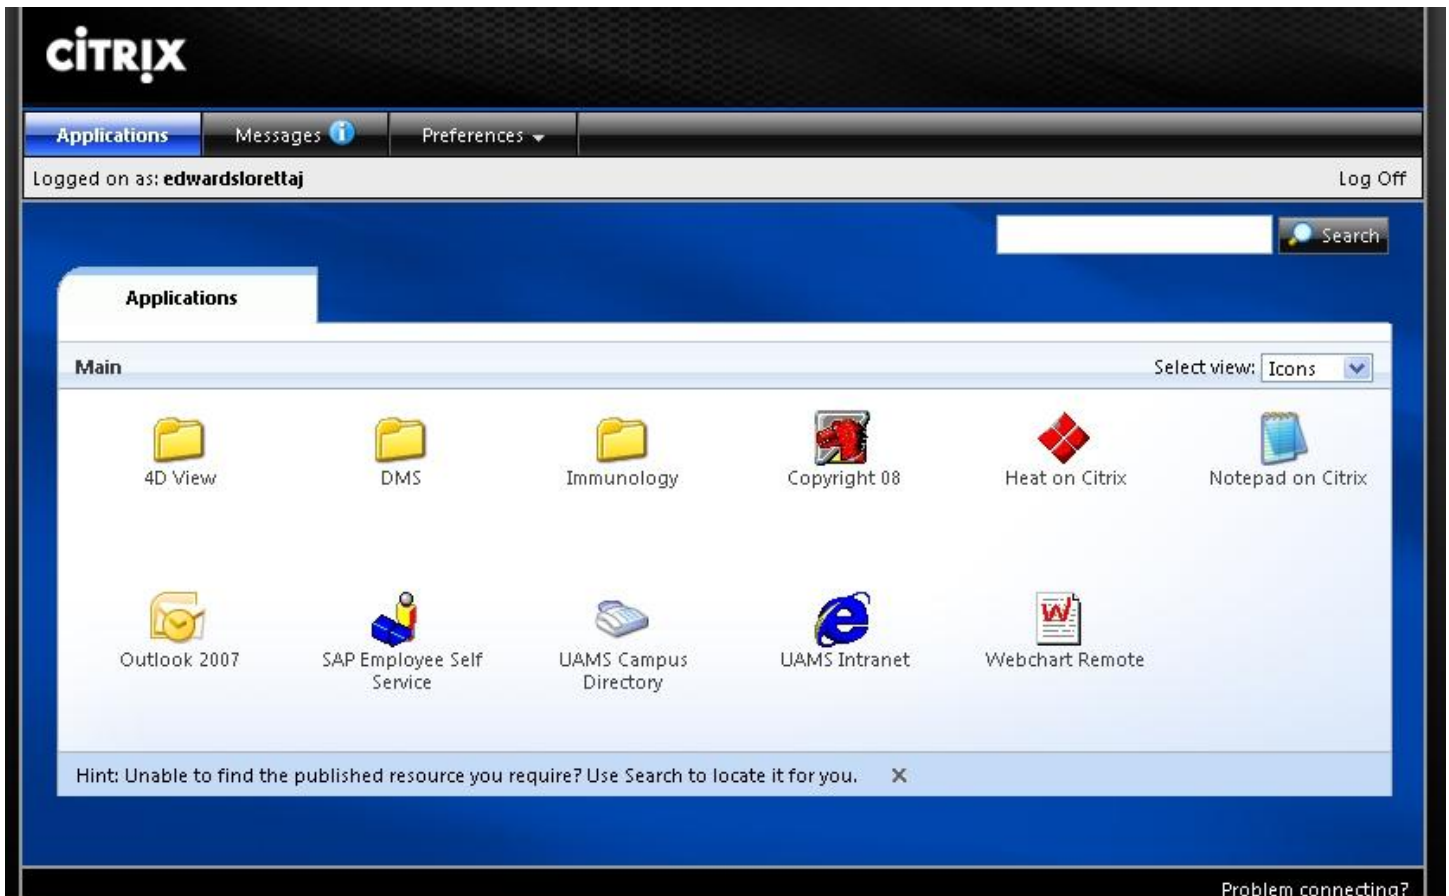 CITRIX
Applications Messages Preferences
Logged on as: edwardslorettaj Log Off
Search
Applications
Main Select view: Icons
4D View DMS Immunology Copyright 08 Heat on Citrix Notepad on Citrix
Outlook 2007 SAP Employee Self Service UAMS Campus Directory UAMS Intranet Webchart Remote
Hint: Unable to find the published resource you require? Use Search to locate it for you.
Problem connecting?